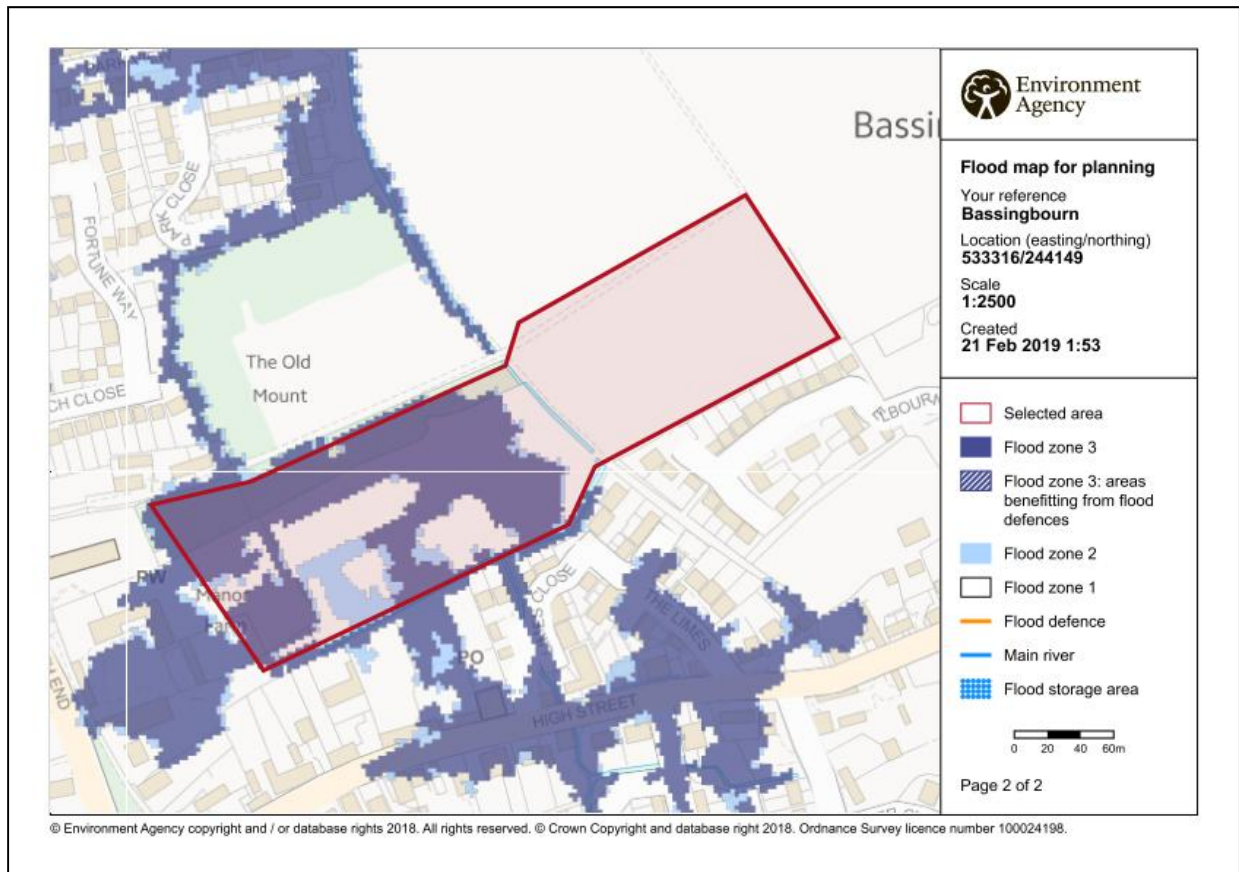 Environment
Agency
Flood map for planning
Your reference
Bassingbourn
Location (easting/northing)
533316/244149
Scale
1:2500
Created
21 Feb 2019 1:53
Selected area
Flood zone 3
Flood zone 3: areas
benefitting from flood
defences
Flood zone 2
Flood zone 1
Flood defence
Main river
Flood storage area
0 20 40 60m
Page 2 of 2
Bassi
PARK CLOSE
FORTUNE WAY
The Old
Mount
CH CLOSE
LBOUR
PW
Manor
Farm
END
PO
CLOSE
THE LIMES
HIGH STREET
© Environment Agency copyright and / or database rights 2018. All rights reserved. © Crown Copyright and database right 2018. Ordnance Survey licence number 100024198.